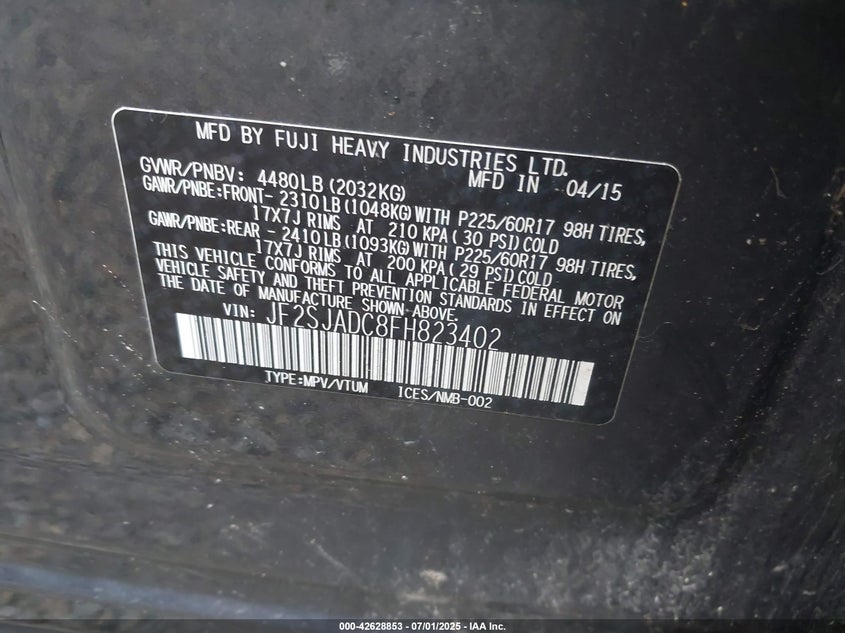 MFD BY FUJI HEAVY INDUSTRIES LTD.
MFD IN 04/15
GVWR/PNBV: 4480LB(2032KG)
GAWR/PNBE:FRONT- 2310LB(1048KG)WITH P225/60R17 98H TIRES,
17X7J RIMS AT 210 KPA(30 PSI)COLD
GAWR/PNBE:REAR - 2410LB(1093KG)WITH P225/60R17 98H TIRES,
17X7J RIMS AT 200 KPA(29 PSI)COLD
THIS VEHICLE CONFORMS TO ALL APPLICABLE FEDERAL MOTOR
VEHICLE SAFETY AND THEFT PREVENTION STANDARDS IN EFFECT ON
THE DATE OF MANUFACTURE SHOWN ABOVE.
VIN: JF2SJADC8FH823402
TYPE:MPV/VTUM ICES/NMB-002
000-42628853 - 07/01/2025 - IAA Inc.